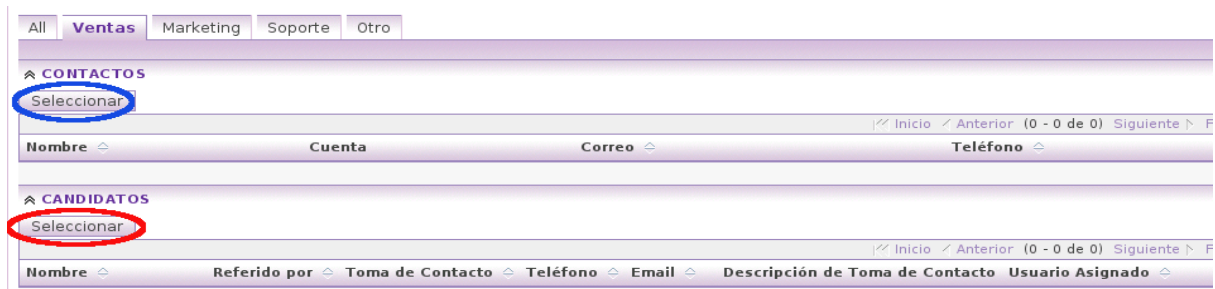 All Ventas Marketing Soporte Otro
CONTACTOS
Seleccionar
Inicio Anterior (0 - 0 de 0) Siguiente F
Nombre Cuenta Correo Teléfono
CANDIDATOS
Seleccionar
Inicio Anterior (0 - 0 de 0) Siguiente F
Nombre Referido por Toma de Contacto Teléfono Email Descripción de Toma de Contacto Usuario Asignado